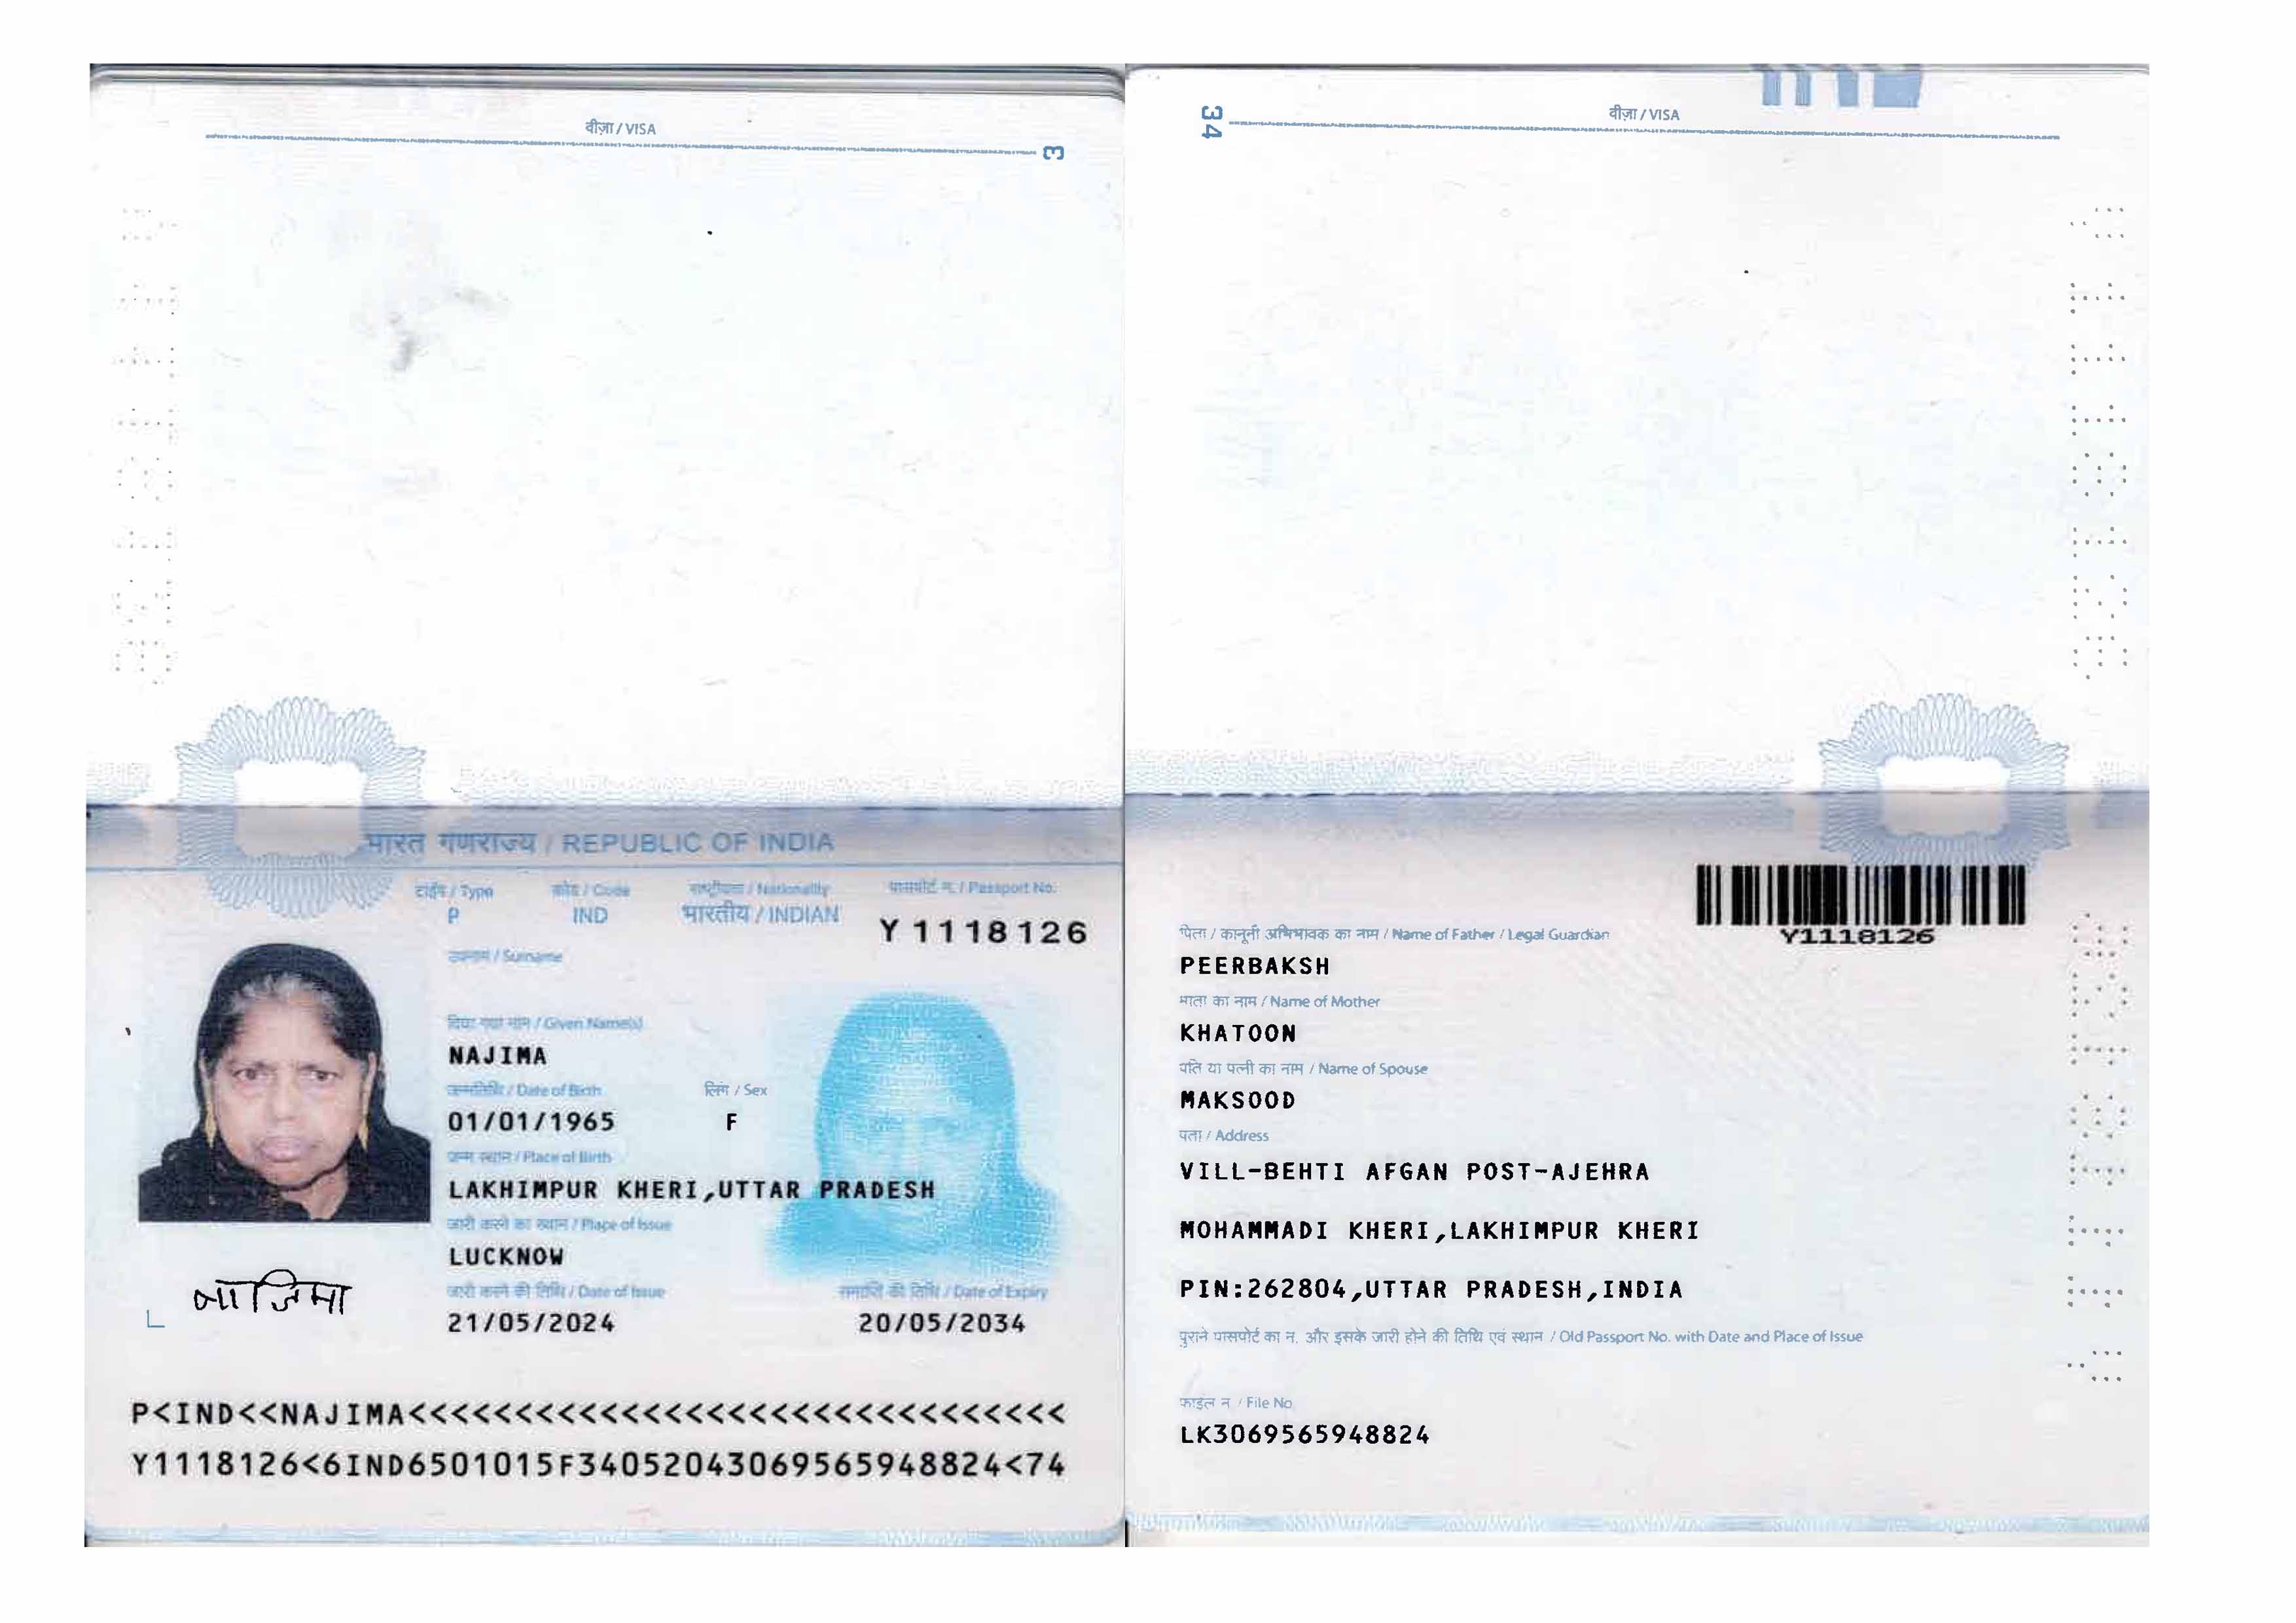 वीज़ा / VISA
3
भारत गणराज्य / REPUBLIC OF INDIA
टाईप / Type
कोड / Code
राष्ट्रीयता / Nationality
पासपोर्ट न. / Passport No.
P
IND
भारतीय / INDIAN
Y 1118126
उपनाम / Surname
दिया गया नाम / Given Name(s)
NAJIMA
जन्मतिथि / Date of Birth
लिंग / Sex
01/01/1965
F
जन्म स्थान / Place of Birth
LAKHIMPUR KHERI,UTTAR PRADESH
जारी करने का स्थान / Place of Issue
LUCKNOW
नाजिमा
जारी करने की तिथि / Date of Issue
समाप्ति की तिथि / Date of Expiry
21/05/2024
20/05/2034
P<IND<<NAJIMA<<<<<<<<<<<<<<<<<<<<<<<<<<<<<<<
Y1118126<6IND6501015F34052043069565948824<74
34
वीज़ा / VISA
Y1118126
पिता / कानूनी अभिभावक का नाम / Name of Father / Legal Guardian
PEERBAKSH
माता का नाम / Name of Mother
KHATOON
पति या पत्नी का नाम / Name of Spouse
MAKSOOD
पता / Address
VILL-BEHTI AFGAN POST-AJEHRA
MOHAMMADI KHERI,LAKHIMPUR KHERI
PIN:262804,UTTAR PRADESH,INDIA
पुराने पासपोर्ट का न. और इसके जारी होने की तिथि एवं स्थान / Old Passport No. with Date and Place of Issue
फाईल न / File No
LK3069565948824